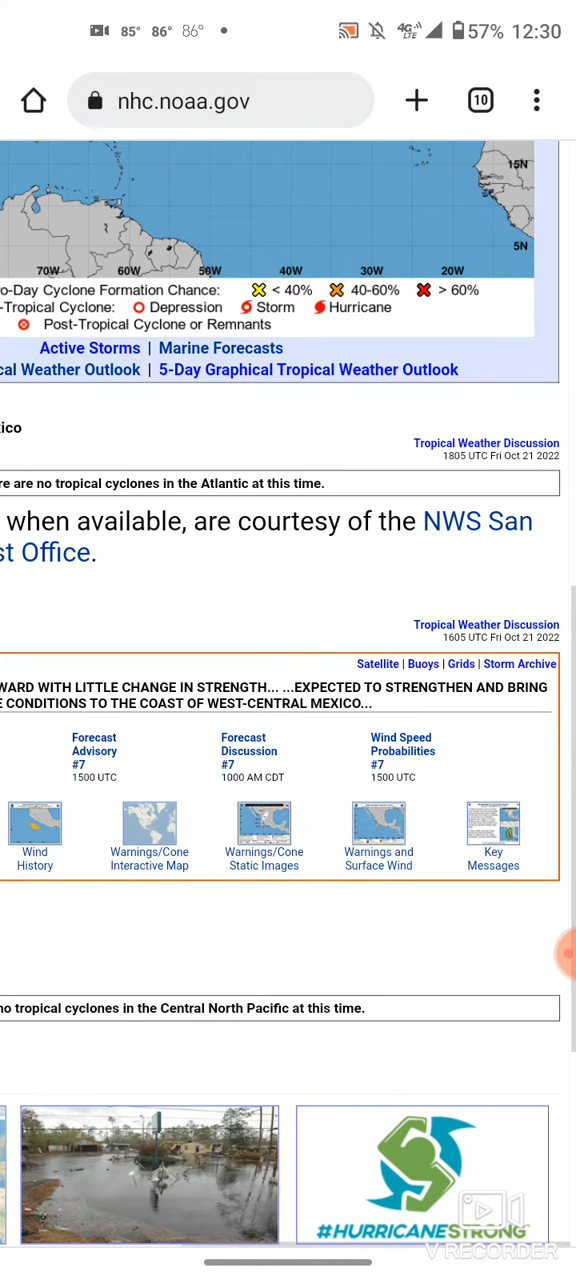 85° 86° 86° 57% 12:30
nhc.noaa.gov 10
15N
5N
70W 60W 50W 40W 30W 20W
o-Day Cyclone Formation Chance: < 40% 40-60% > 60%
-Tropical Cyclone: Depression Storm Hurricane
Post-Tropical Cyclone or Remnants
Active Storms | Marine Forecasts
cal Weather Outlook | 5-Day Graphical Tropical Weather Outlook
ico
Tropical Weather Discussion
1805 UTC Fri Oct 21 2022
re are no tropical cyclones in the Atlantic at this time.
when available, are courtesy of the NWS San
st Office.
Tropical Weather Discussion
1605 UTC Fri Oct 21 2022
Satellite | Buoys | Grids | Storm Archive
WARD WITH LITTLE CHANGE IN STRENGTH... ...EXPECTED TO STRENGTHEN AND BRING
E CONDITIONS TO THE COAST OF WEST-CENTRAL MEXICO...
Forecast
Advisory
#7
1500 UTC
Forecast
Discussion
#7
1000 AM CDT
Wind Speed
Probabilities
#7
1500 UTC
Wind
History
Warnings/Cone
Interactive Map
Warnings/Cone
Static Images
Warnings and
Surface Wind
Key
Messages
no tropical cyclones in the Central North Pacific at this time.
#HURRICANESTRONG
V RECORDER